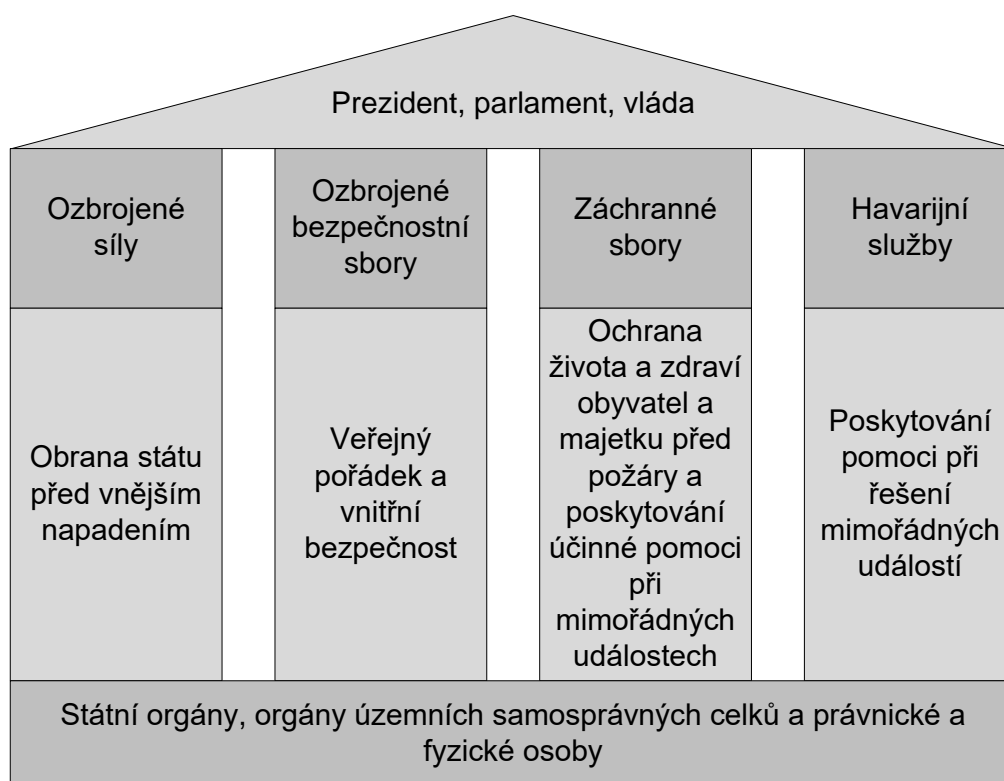 Prezident, parlament, vláda
Ozbrojené
síly
Ozbrojené
bezpečnostní
sbory
Záchranné
sbory
Havarijní
služby
Obrana státu
před vnějším
napadením
Veřejný
pořádek a
vnitřní
bezpečnost
Ochrana
života a zdraví
obyvatel a
majetku před
požáry a
poskytování
účinné pomoci
při
mimořádných
událostech
Poskytování
pomoci při
řešení
mimořádných
událostí
Státní orgány, orgány územních samosprávných celků a právnické a
fyzické osoby